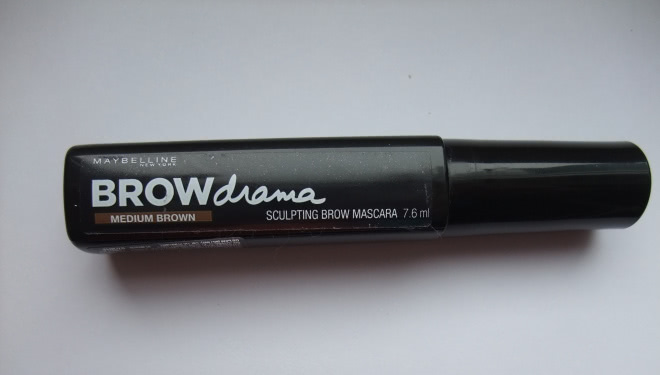 MAYBELLINE
NEW YORK
BROWdrama
MEDIUM BROWN
SCULPTING BROW MASCARA 7.6 ml